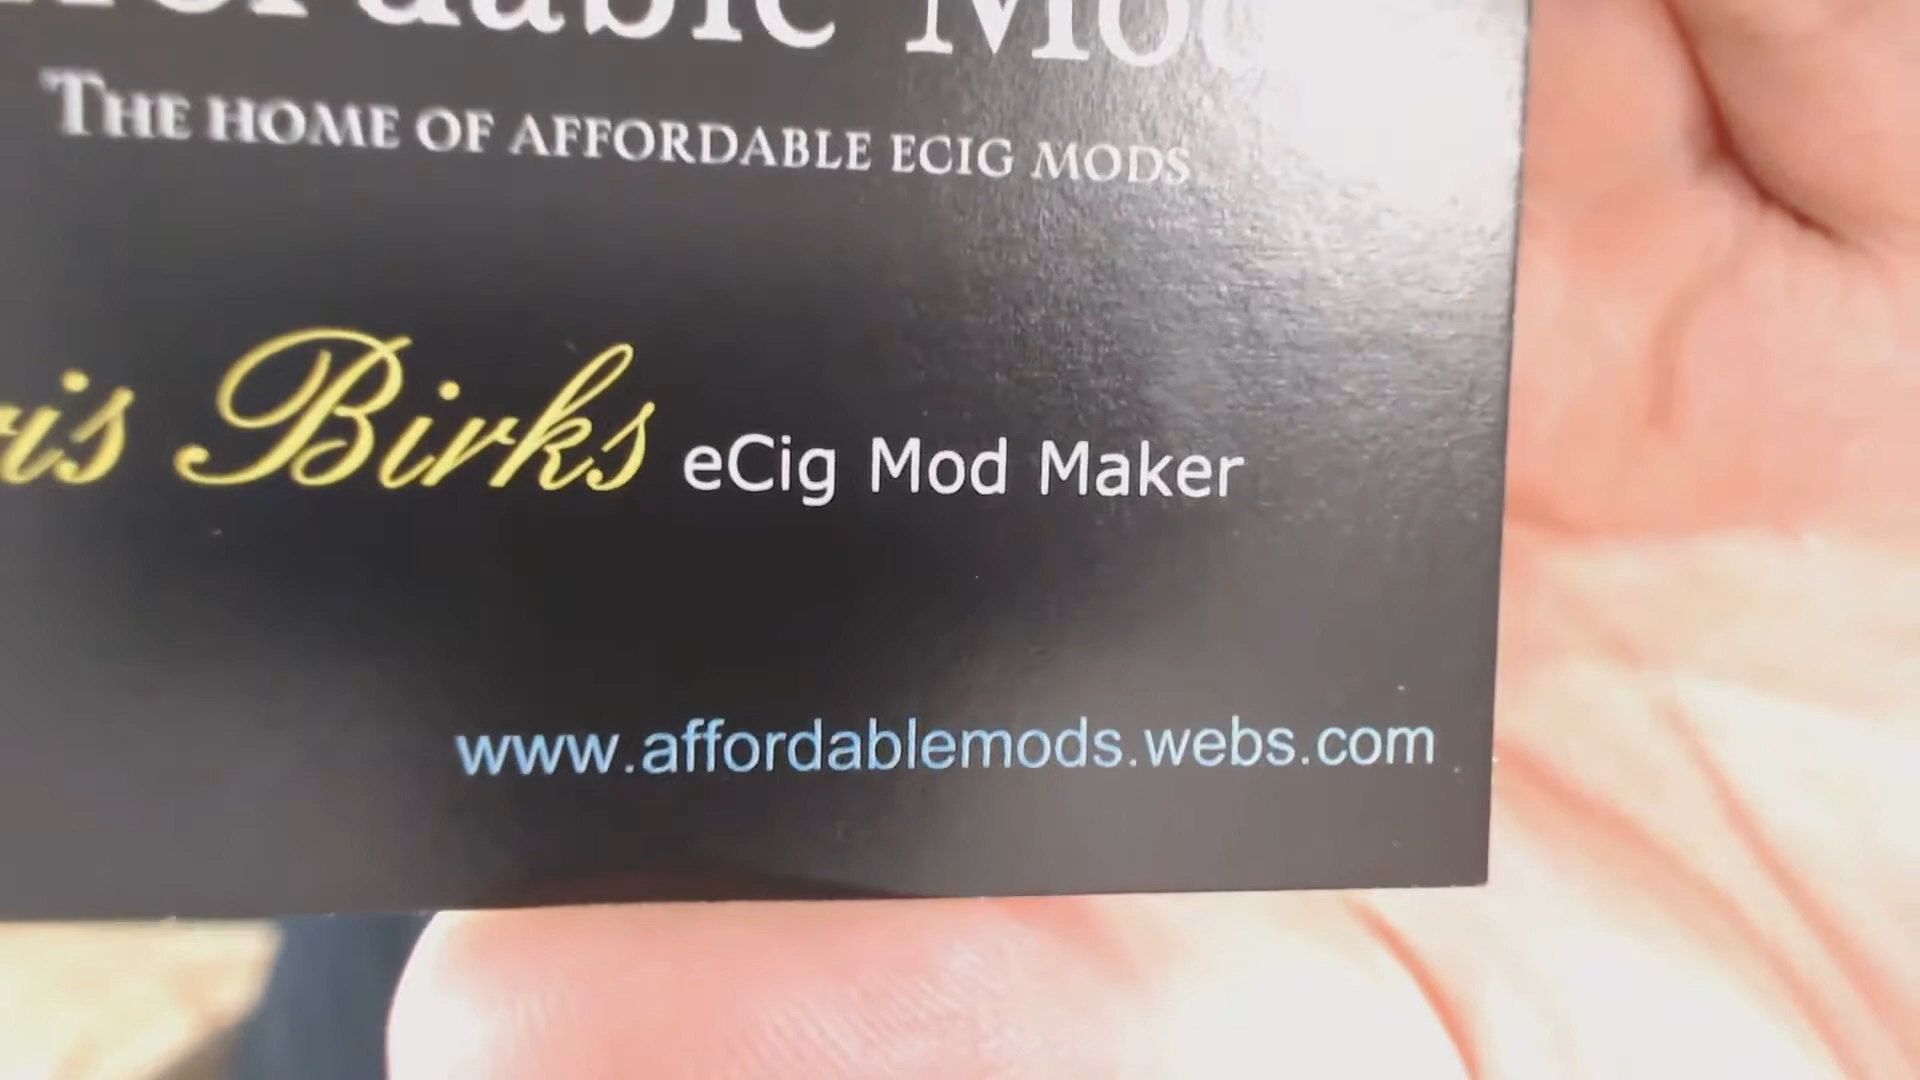 THE HOME OF AFFORDABLE ECIG MODS
Birks eCig Mod Maker
www.affordablemods.webs.com